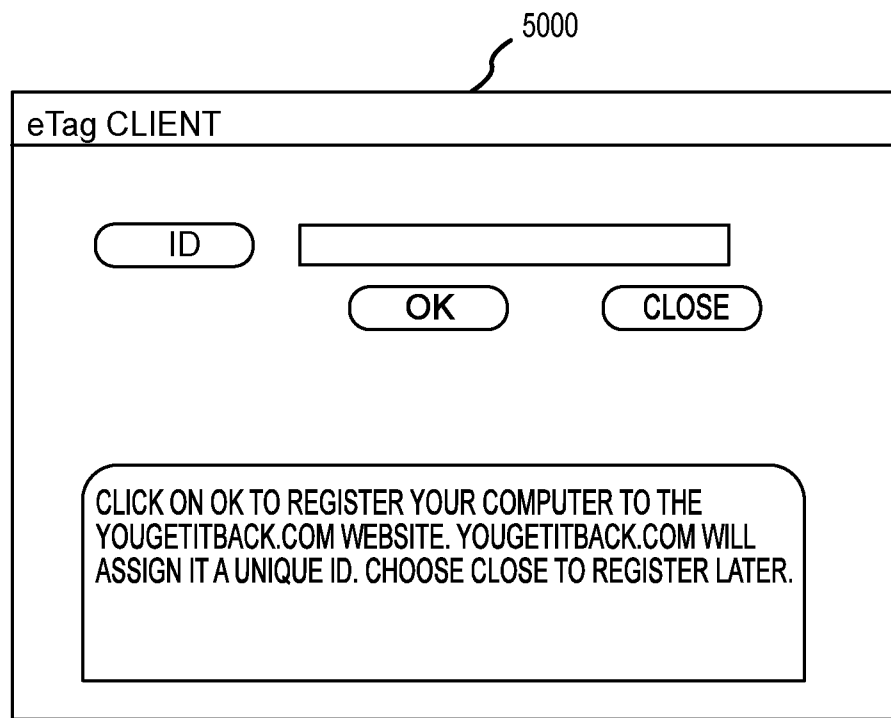 5000
eTag CLIENT
ID
OK CLOSE
CLICK ON OK TO REGISTER YOUR COMPUTER TO THE
YOUGETITBACK.COM WEBSITE. YOUGETITBACK.COM WILL
ASSIGN IT A UNIQUE ID. CHOOSE CLOSE TO REGISTER LATER.